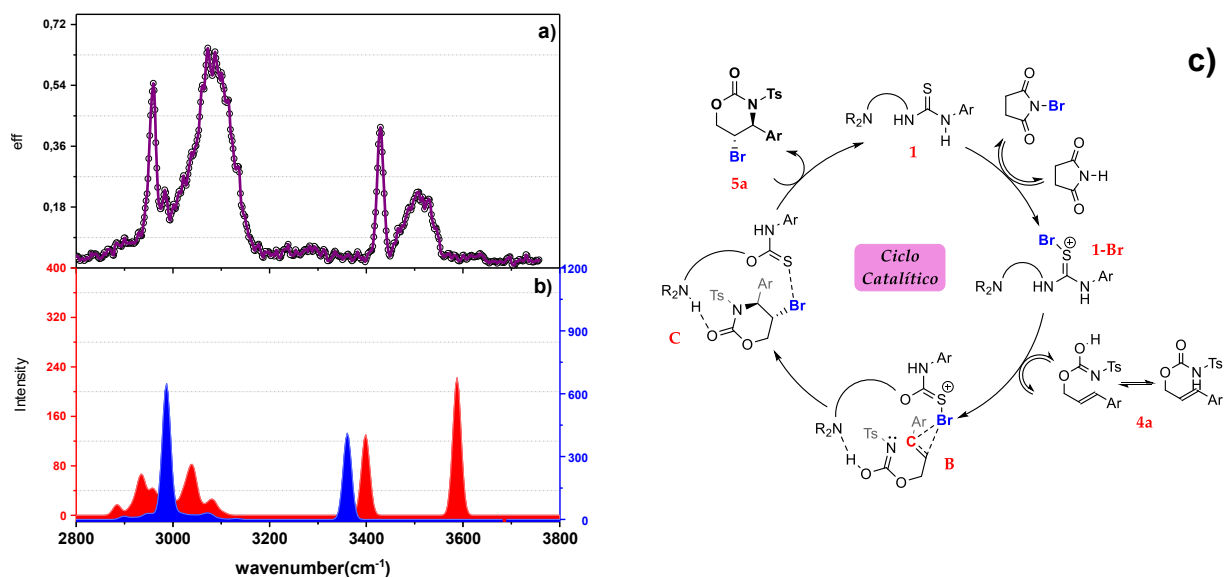 a)
0,72
0,54
0,36
0,18
eff
b)
400
320
240
160
80
0
Intensity
1200
900
600
300
0
2800
3000
3200
3400
3600
3800
wavenumber(cm-1)
c)
O
O
N
Ts
Ar
Br
5a
R2N
HN
S
N
H
Ar
1
O
N
Br
O
O
N-H
O
Br
S
⊕
R2N
HN
HN
Ar
1-Br
Ciclo
Catalítico
HN
Ar
O
S
R2N
H
Ts
N
Ar
Br
O
O
C
HN
Ar
O
S
⊕
Br
R2N
Ts
N
Ar
C
H
O
O
B
H
O
O
N
Ts
Ar
O
O
N
H
Ts
Ar
4a